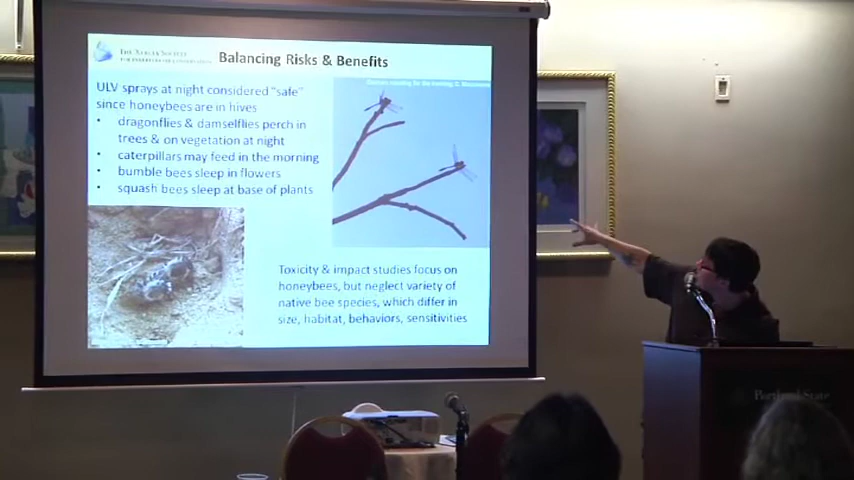 THE XERCES SOCIETY
FOR INVERTEBRATE CONSERVATION
Balancing Risks & Benefits
ULV sprays at night considered "safe"
since honeybees are in hives
• dragonflies & damselflies perch in
trees & on vegetation at night
• caterpillars may feed in the morning
• bumble bees sleep in flowers
• squash bees sleep at base of plants
Toxicity & impact studies focus on
honeybees, but neglect variety of
native bee species, which differ in
size, habitat, behaviors, sensitivities
Portland State